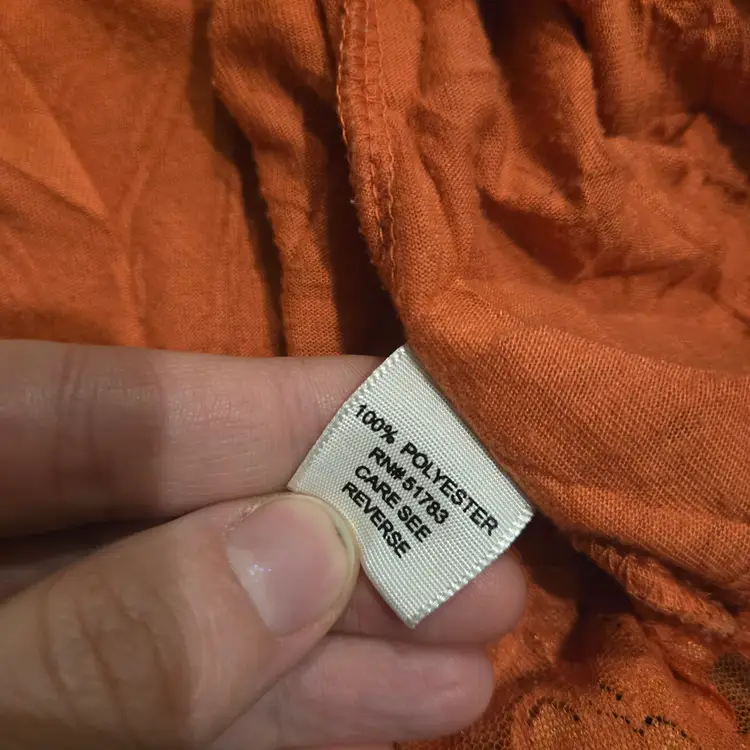 100% POLYESTER
RN# 51783
CARE SEE
REVERSE